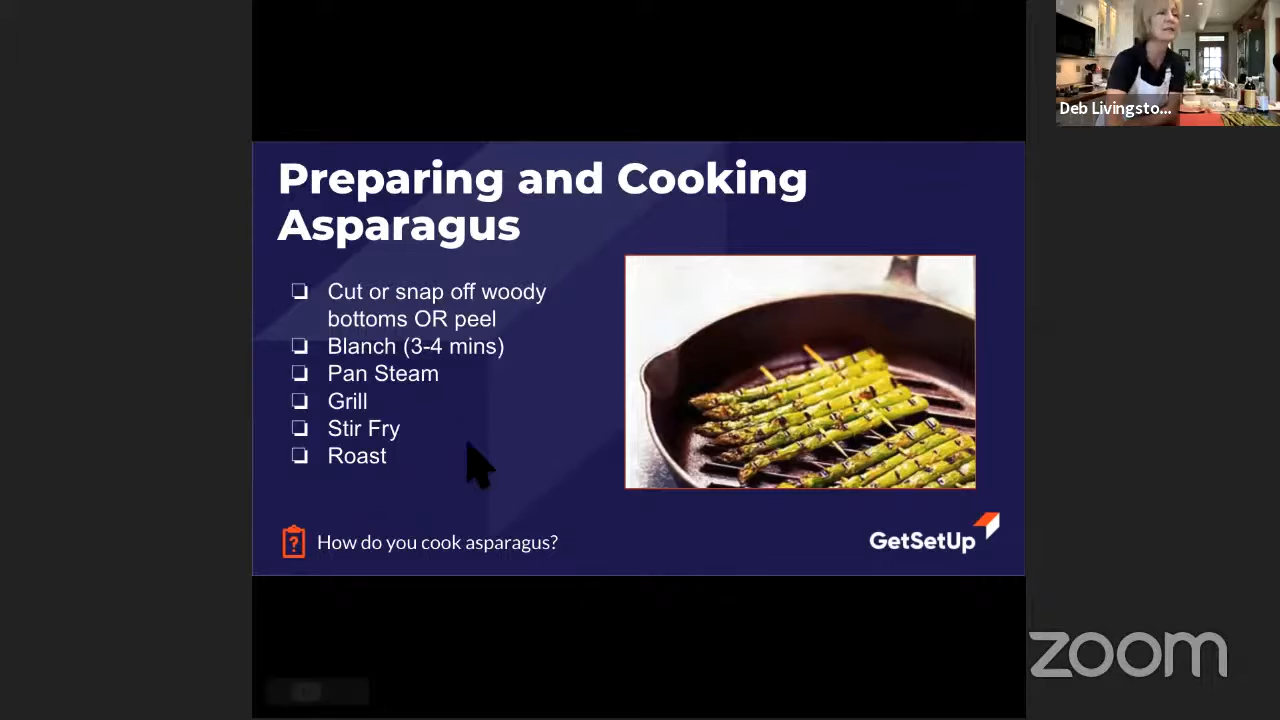 Deb Livingsto...
Preparing and Cooking
Asparagus
❏ Cut or snap off woody
bottoms OR peel
❏ Blanch (3-4 mins)
❏ Pan Steam
❏ Grill
❏ Stir Fry
❏ Roast
How do you cook asparagus?
GetSetUp
zoom